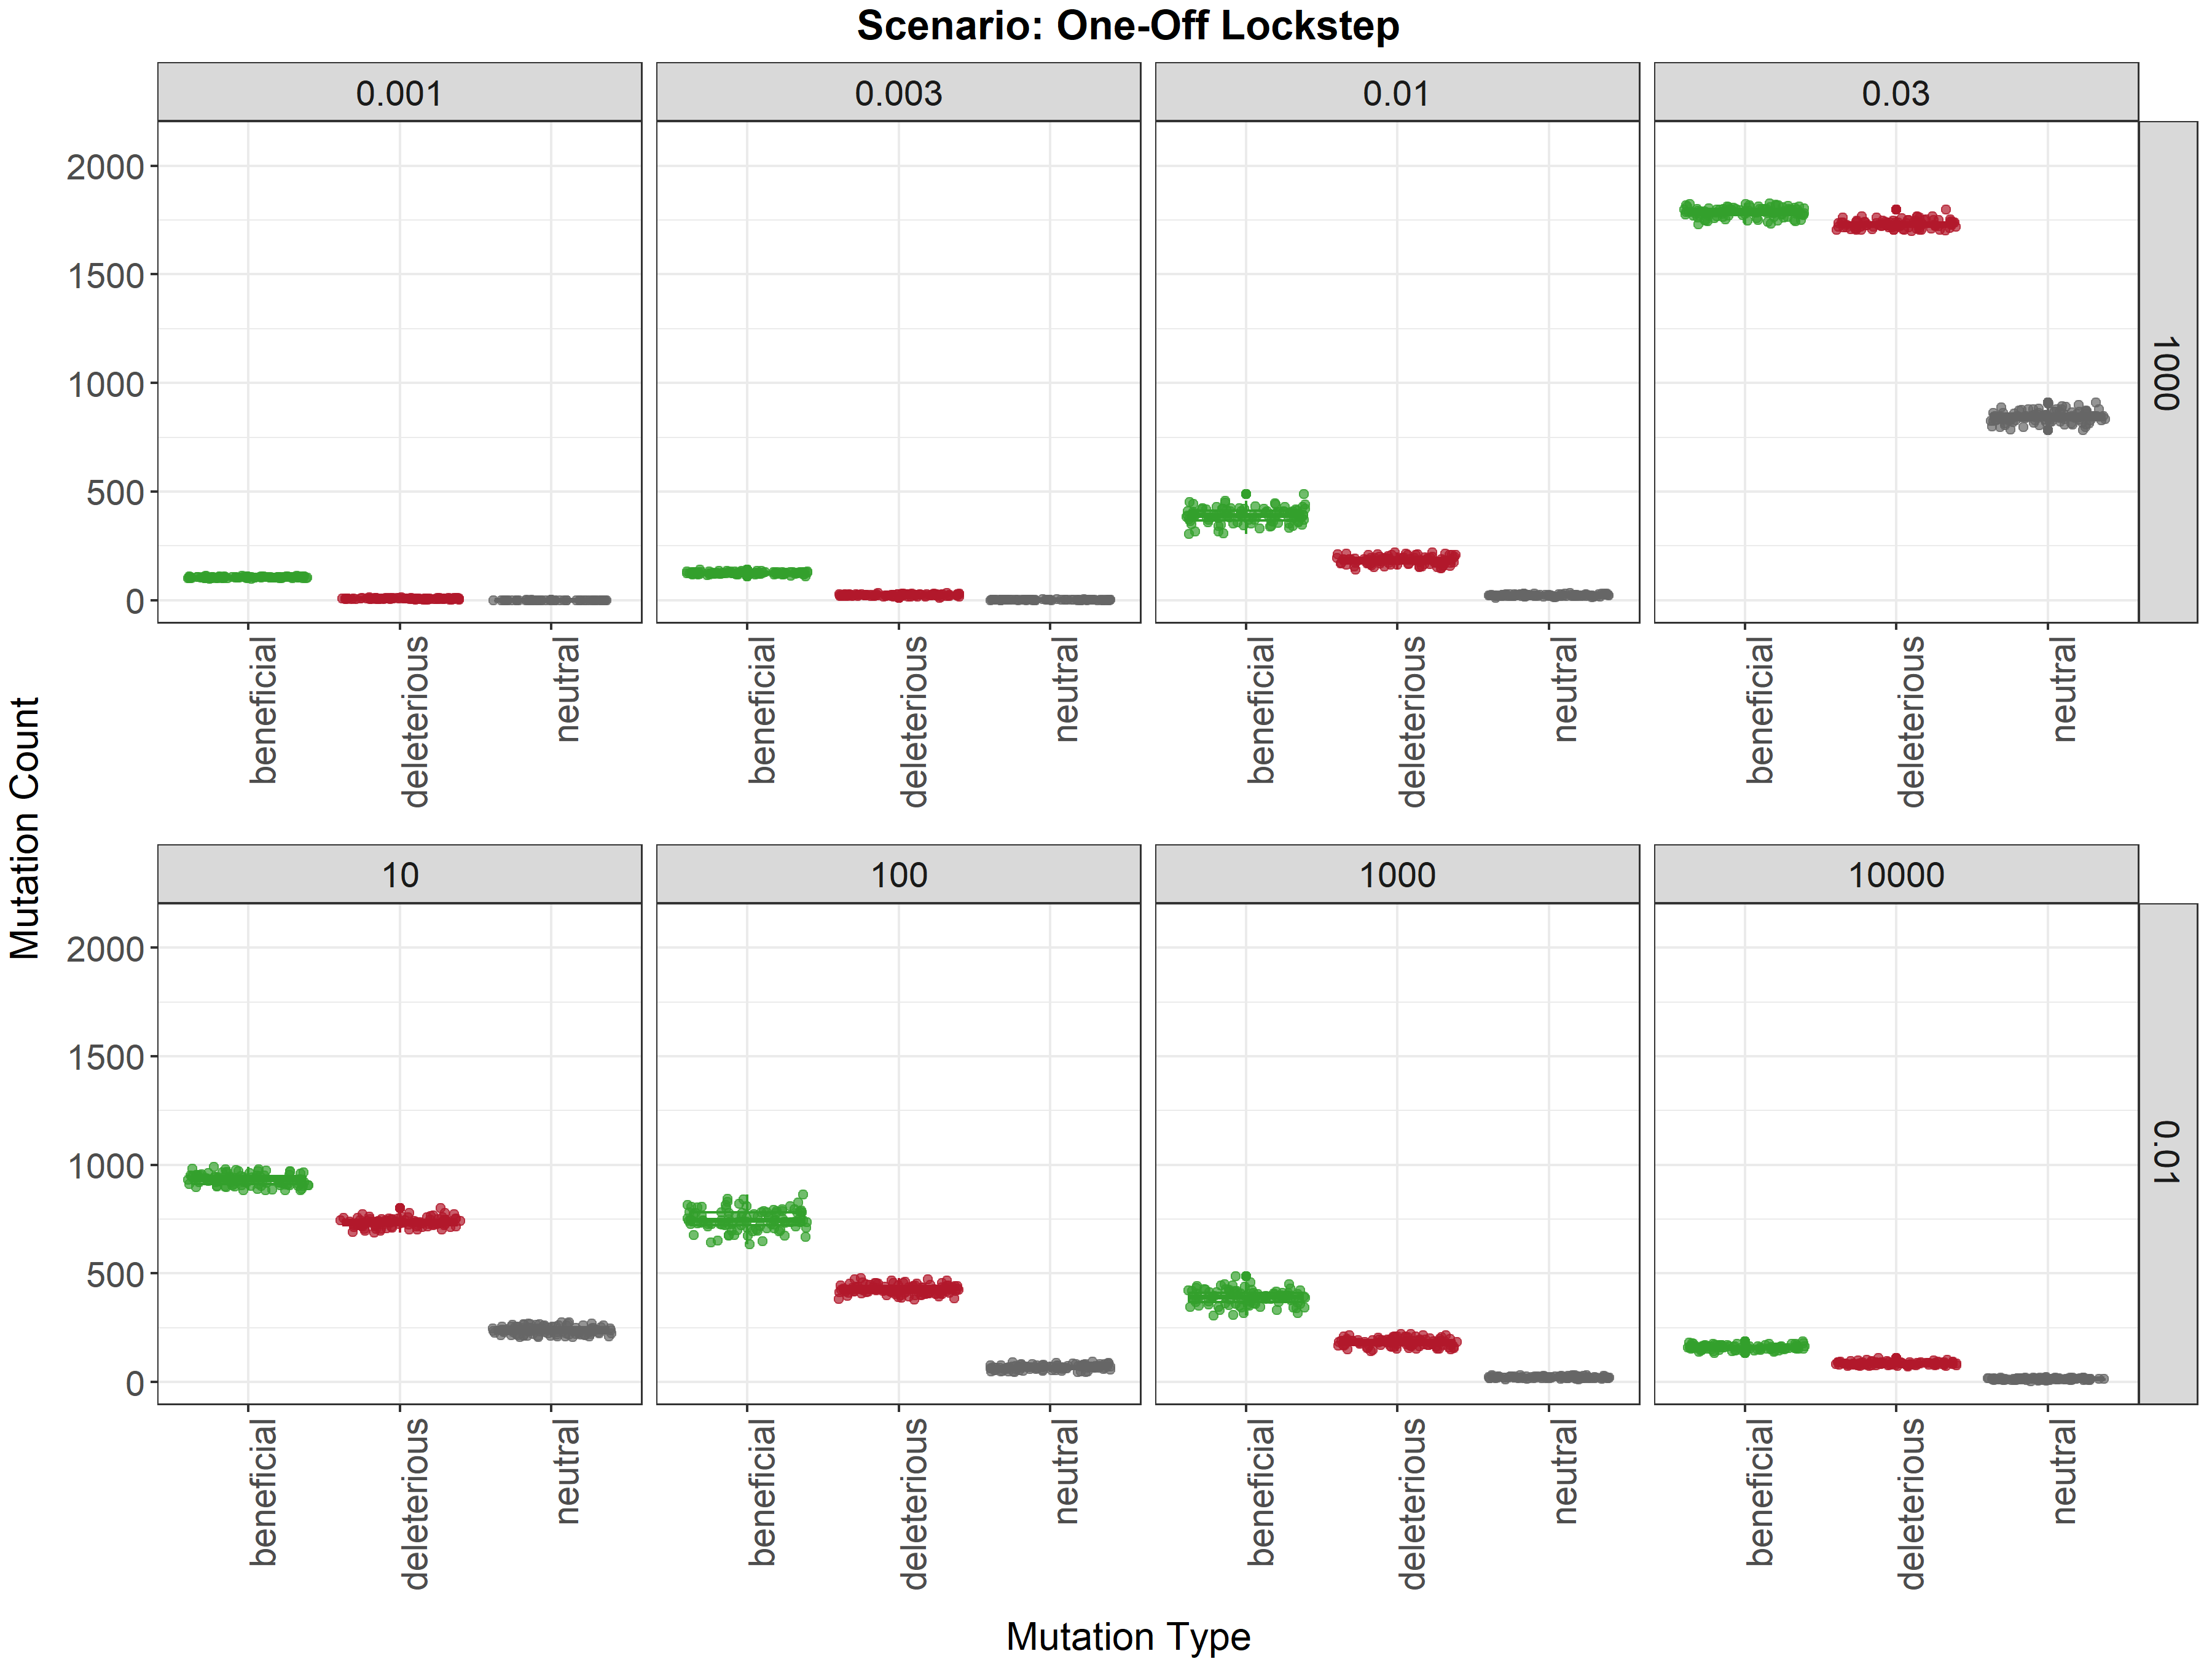 Scenario: One-Off Lockstep
0.001 0.003 0.01 0.03
1000
2000
1500
1000
500
0
beneficial deleterious neutral beneficial deleterious neutral beneficial deleterious neutral beneficial deleterious neutral
Mutation Count
10 100 1000 10000
0.01
2000
1500
1000
500
0
beneficial deleterious neutral beneficial deleterious neutral beneficial deleterious neutral beneficial deleterious neutral
Mutation Type